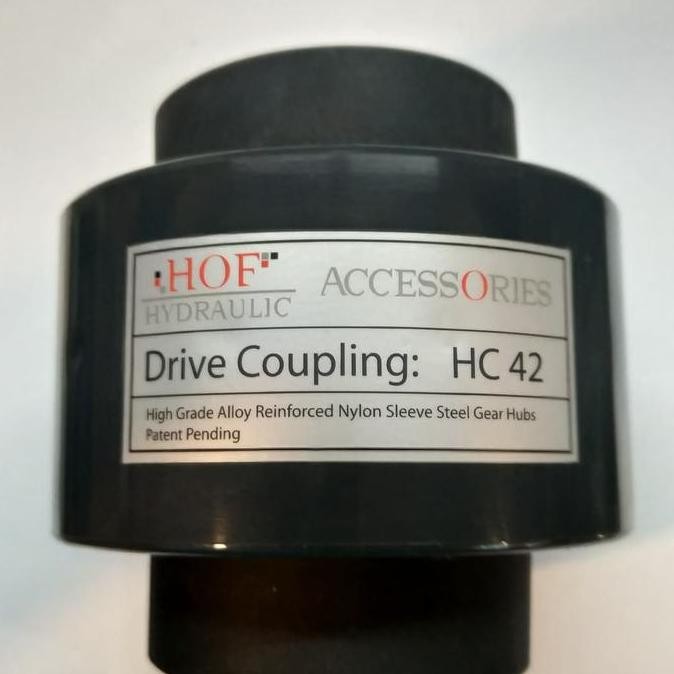 HOF ACCESSORIES
HYDRAULIC
Drive Coupling: HC 42
High Grade Alloy Reinforced Nylon Sleeve Steel Gear Hubs
Patent Pending